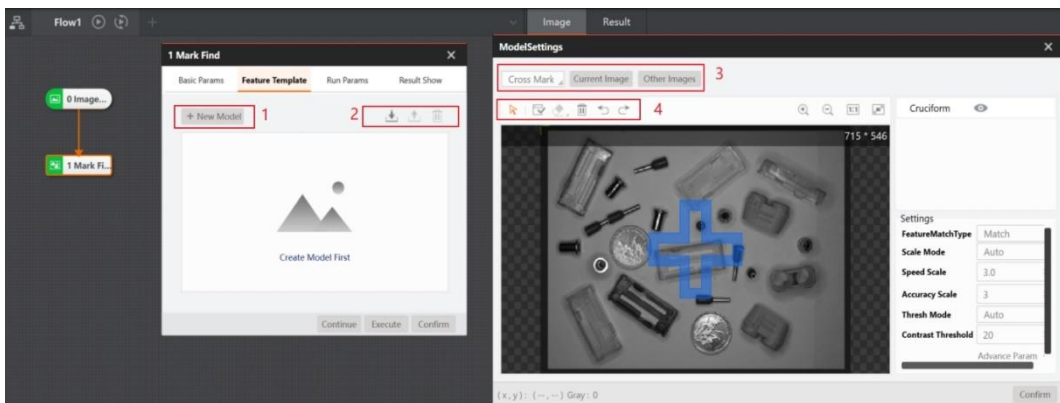 Flow1
Image
Result
1 Mark Find
Basic Params
Feature Template
Run Params
Result Show
+ New Model
1
2
Create Model First
Continue
Execute
Confirm
0 Image...
1 Mark Fi...
ModelSettings
Cross Mark
Current Image
Other Images
3
4
1:1
715 * 546
Cruciform
Settings
FeatureMatchType
Match
Scale Mode
Auto
Speed Scale
3.0
Accuracy Scale
3
Thresh Mode
Auto
Contrast Threshold
20
Advance Param
(x,y): (--,--) Gray: 0
Confirm